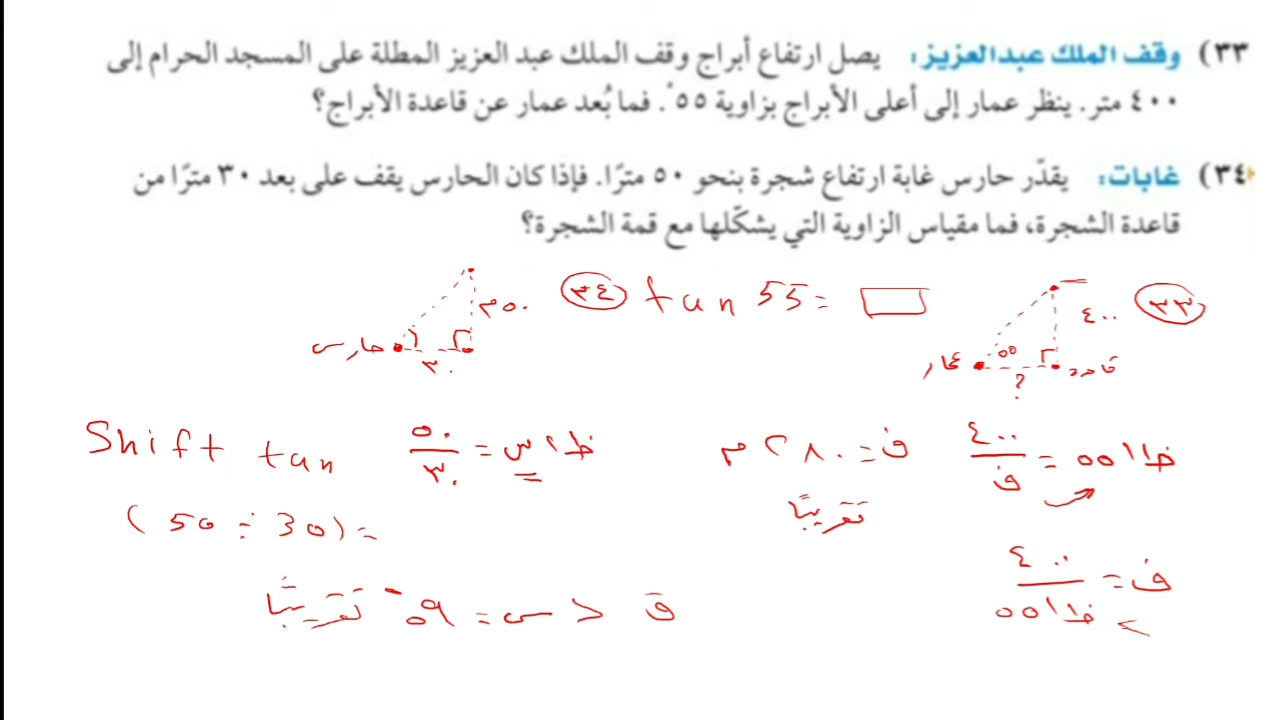 ٣٣) وقف الملك عبدالعزيز: يصل ارتفاع أبراج وقف الملك عبد العزيز المطلة على المسجد الحرام إلى
٤٠٠ متر. ينظر عمار إلى أعلى الأبراج بزاوية ٥٥°. فما بُعد عمار عن قاعدة الأبراج؟
٣٤) غابات: يقدّر حارس غابة ارتفاع شجرة بنحو ٥٠ مترًا. فإذا كان الحارس يقف على بعد ٣٠ مترًا من
قاعدة الشجرة، فما مقياس الزاوية التي يشكّلها مع قمة الشجرة؟
٣٣
٤٠٠
٥٥
عمار
قاعدة
؟
tan 55 =
ظا ٥٥ = ٤٠٠/ف
ف = ٤٠٠/ظا ٥٥
ف = ٢٨٠ م
تقريبًا
٣٤
٥٠ م
حارس
٣٠
ظا س = ٥٠/٣٠
Shift tan
(50 ÷ 30) =
ق > س = ٥٩° تقريبًا